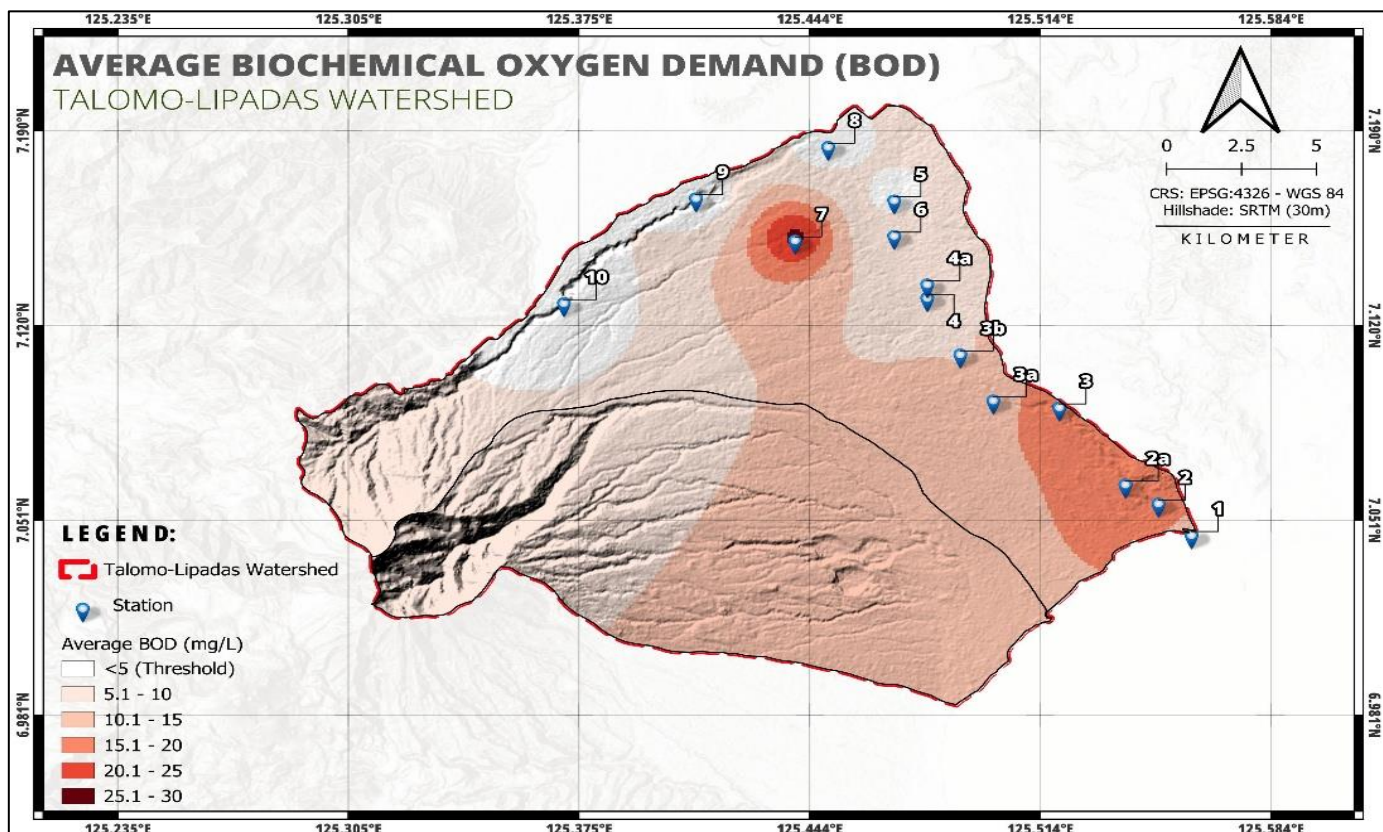 125.235°E 125.305°E 125.375°E 125.444°E 125.514°E 125.584°E
AVERAGE BIOCHEMICAL OXYGEN DEMAND (BOD)
TALOMO-LIPADAS WATERSHED
0 2.5 5
CRS: EPSG:4326 - WGS 84
Hillshade: SRTM (30m)
KILOMETER
7.190°N 7.190°N
8
9
5
7
6
4a
10
4
7.120°N 7.120°N
3b
3a
3
2a
2
1
7.051°N 7.051°N
LEGEND:
Talomo-Lipadas Watershed
Station
Average BOD (mg/L)
<5 (Threshold)
5.1 - 10
10.1 - 15
15.1 - 20
20.1 - 25
25.1 - 30
6.981°N 6.981°N
125.235°E 125.305°E 125.375°E 125.444°E 125.514°E 125.584°E